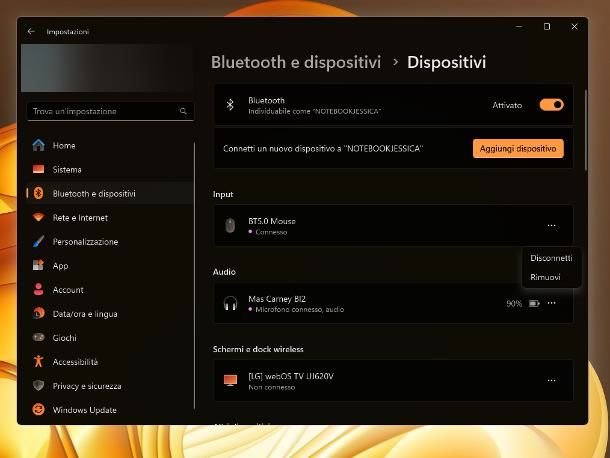 Impostazioni
Bluetooth e dispositivi > Dispositivi
Trova un'impostazione
Home
Sistema
Bluetooth e dispositivi
Rete e Internet
Personalizzazione
App
Account
Data/ora e lingua
Giochi
Accessibilità
Privacy e sicurezza
Windows Update
Bluetooth
Individuabile come "NOTEBOOKJESSICA"
Attivato
Connetti un nuovo dispositivo a "NOTEBOOKJESSICA"
Aggiungi dispositivo
Input
BT5.0 Mouse
Connesso
Disconnetti
Rimuovi
Audio
Mas Carney BI2
Microfono connesso, audio
90%
Schermi e dock wireless
[LG] webOS TV UJ620V
Non connesso